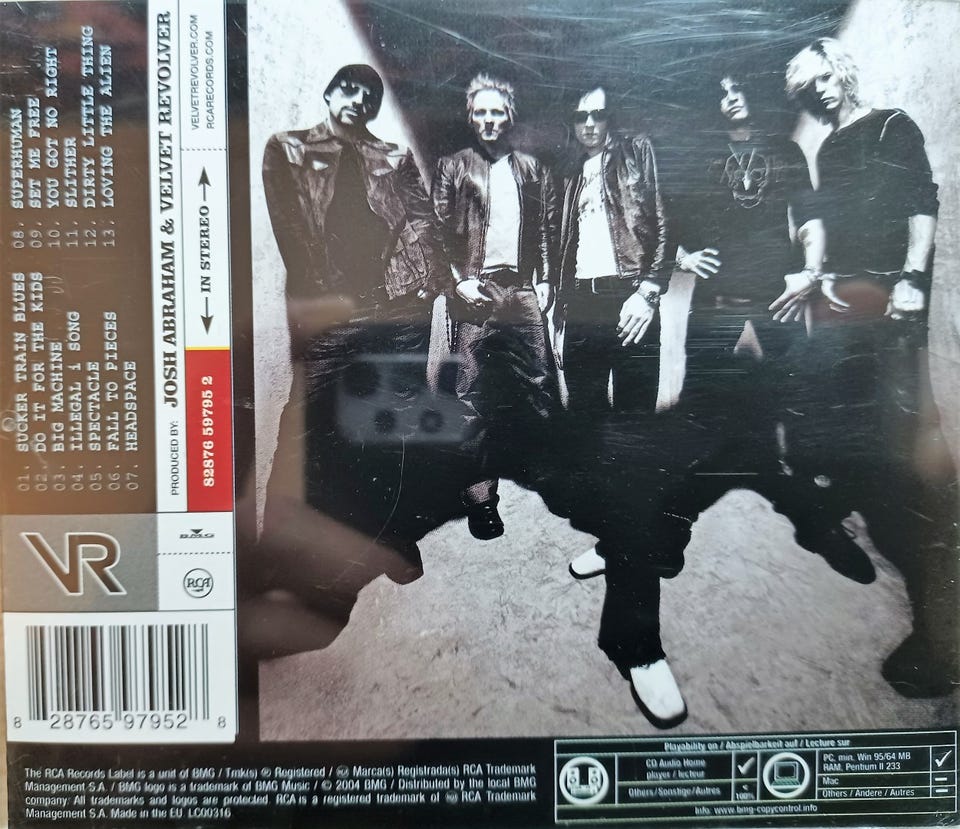 01. SUCKER TRAIN BLUES
02. DO IT FOR THE KIDS
03. BIG MACHINE
04. ILLEGAL i SONG
05. SPECTACLE
06. FALL TO PIECES
07. HEADSPACE
08. SUPERHUMAN
09. SET ME FREE
10. YOU GOT NO RIGHT
11. SLITHER
12. DIRTY LITTLE THING
13. LOVING THE ALIEN
PRODUCED BY: JOSH ABRAHAM & VELVET REVOLVER
82876 59795 2
IN STEREO
VELVETREVOLVER.COM
RCARECORDS.COM
VR
BMG
RCA
8 28765 97952 8
The RCA Records Label is a unit of BMG / Tmk(s) ® Registered / Marca(s) Registrada(s) RCA Trademark
Management S.A. / BMG logo is a trademark of BMG Music / © 2004 BMG / Distributed by the local BMG
company. All trademarks and logos are protected. RCA is a registered trademark of RCA Trademark
Management S.A. Made in the EU. LC00316
Playability on / Abspielbarkeit auf / Lecture sur
CD Audio Home
player / lecteur
Others/Sonstige/Autres
< 100%
PC, min. Win 95/64 MB
RAM, Pentium II 233
Mac
Others / Andere / Autres
Info: www.bmg-copycontrol.info